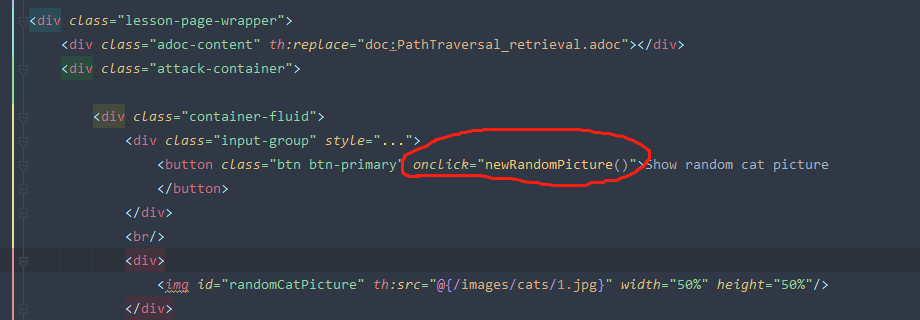 <div class="lesson-page-wrapper">
<div class="adoc-content" th:replace="doc:PathTraversal_retrieval.adoc"></div>
<div class="attack-container">
<div class="container-fluid">
<div class="input-group" style="...">
<button class="btn btn-primary" onclick="newRandomPicture()">Show random cat picture
</button>
</div>
<br/>
<div>
<img id="randomCatPicture" th:src="@{/images/cats/1.jpg}" width="50%" height="50%"/>
</div>